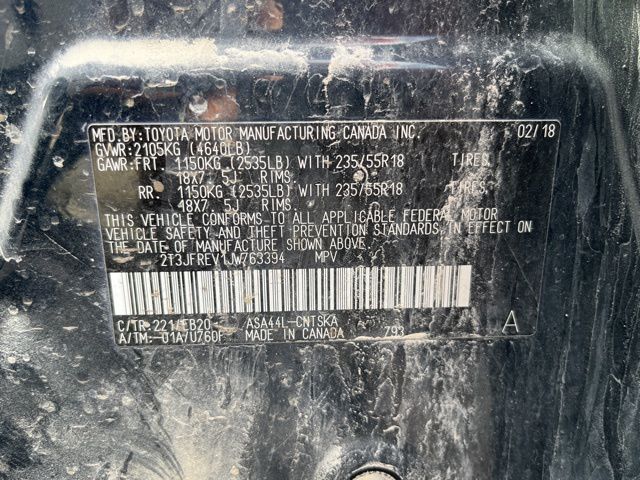 MFD.BY:TOYOTA MOTOR MANUFACTURING-CANADA INC. 02/18
GVWR:2105KG (4640LB)
GAWR:FRT. 1150KG (2535LB) WITH 235/55R18 TIRES,
18X7 .5J RIMS.
RR. 1150KG (2535LB) WITH 235/55R18 TIRES,
18X7 .5J RIMS.
THIS VEHICLE CONFORMS TO ALL APPLICABLE FEDERAL MOTOR
VEHICLE SAFETY AND THEFT PREVENTION STANDARDS IN EFFECT ON
THE DATE OF MANUFACTURE SHOWN ABOVE.
2T3JFREV1JW763394 MPV
C/TR:221/EB20 ASA44L-CNTSKA
A/TM:-01A/U760F MADE IN CANADA 793 A